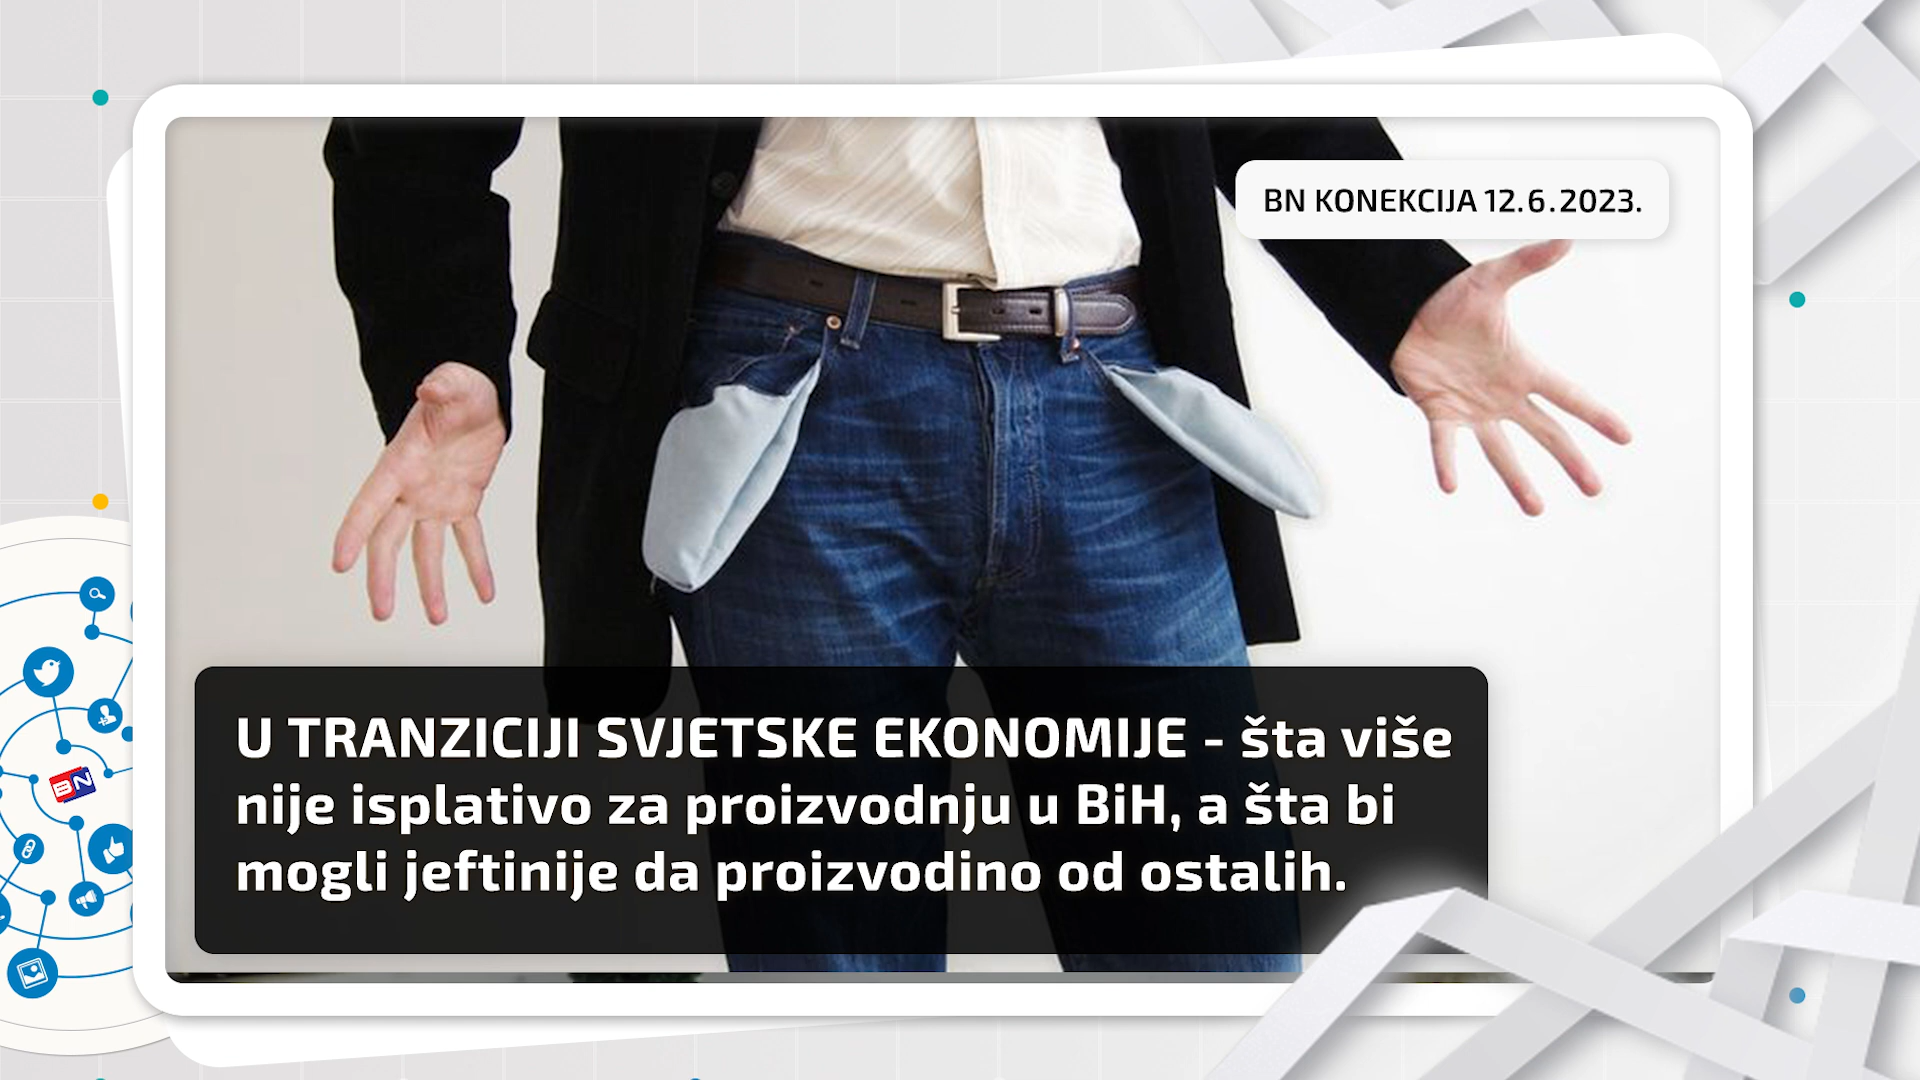 BN KONEKCIJA 12.6.2023.
U TRANZICIJI SVJETSKE EKONOMIJE - šta više
nije isplativo za proizvodnju u BiH, a šta bi
mogli jeftinije da proizvodino od ostalih.
BN